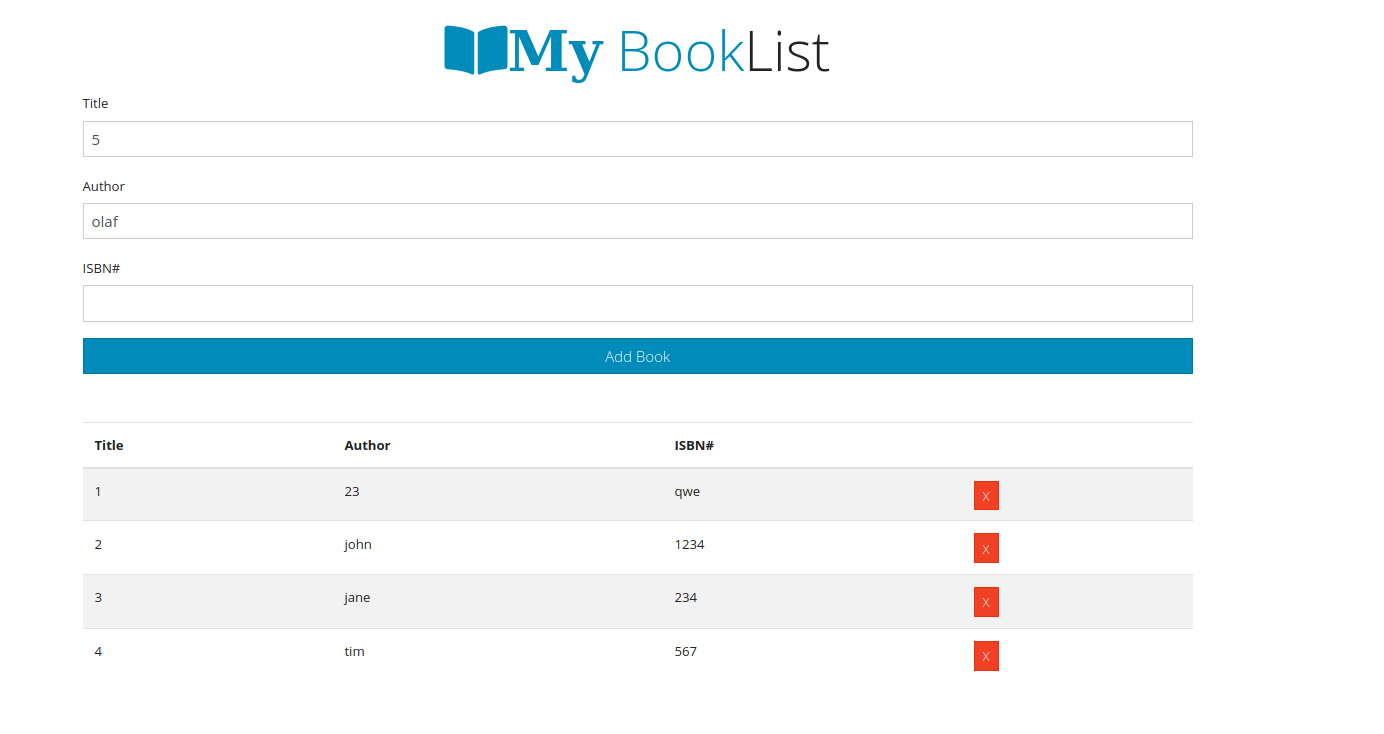 My BookList
Title
5
Author
olaf
ISBN#
Add Book
Title Author ISBN#
1 23 qwe X
2 john 1234 X
3 jane 234 X
4 tim 567 X